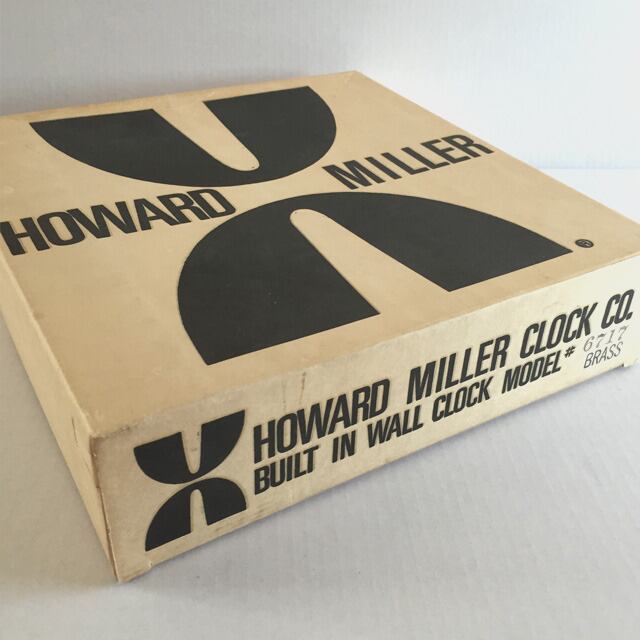 HOWARD MILLER ®
HOWARD MILLER CLOCK CO.
BUILT IN WALL CLOCK MODEL # 6717
BRASS